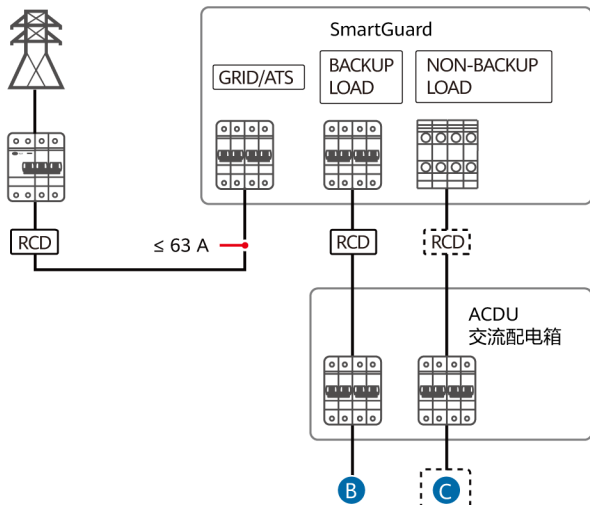 SmartGuard
GRID/ATS
BACKUP
LOAD
NON-BACKUP
LOAD
RCD
≤ 63 A
RCD
RCD
ACDU
交流配电箱
B
C